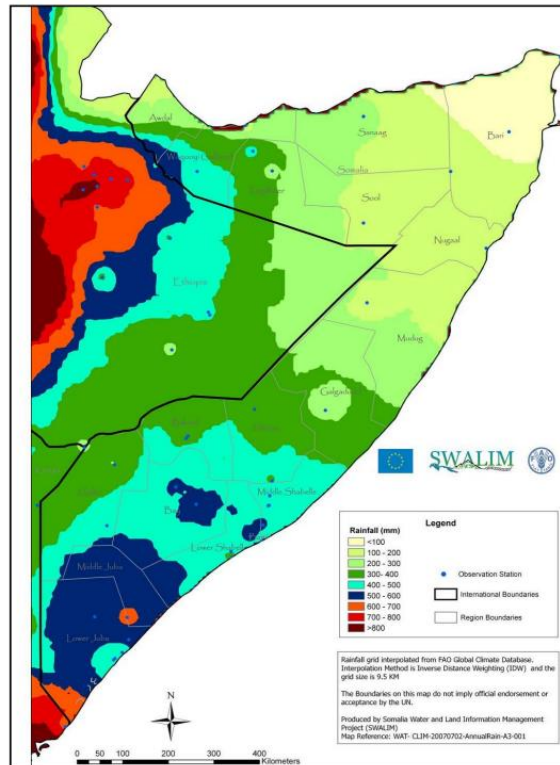 Awdal
Woqooyi Galbeed
Sanaag
Bari
Somalia
Togdheer
Sool
Nugaal
Ethiopia
Mudug
Galgaduud
Bakool
Hiraan
Gedo
Middle Shabelle
Lower Shabelle
Middle Juba
Lower Juba
SWALIM
FAO
Legend
Rainfall (mm)
<100
100 - 200
200 - 300
300- 400
400 - 500
500 - 600
600 - 700
700 - 800
>800
Observation Station
International Boundaries
Region Boundaries
Rainfall grid interpolated from FAO Global Climate Database.
Interpolation Method is Inverse Distance Weighting (IDW) and the
grid size is 9.5 KM
The Boundaries on this map do not imply official endorsement or
acceptance by the UN.
Produced by Somalia Water and Land Information Management
Project (SWALIM)
Map Reference: WAT- CLIM-20070702-AnnualRain-A3-001
N
0 50 100 200 300 400
Kilometers